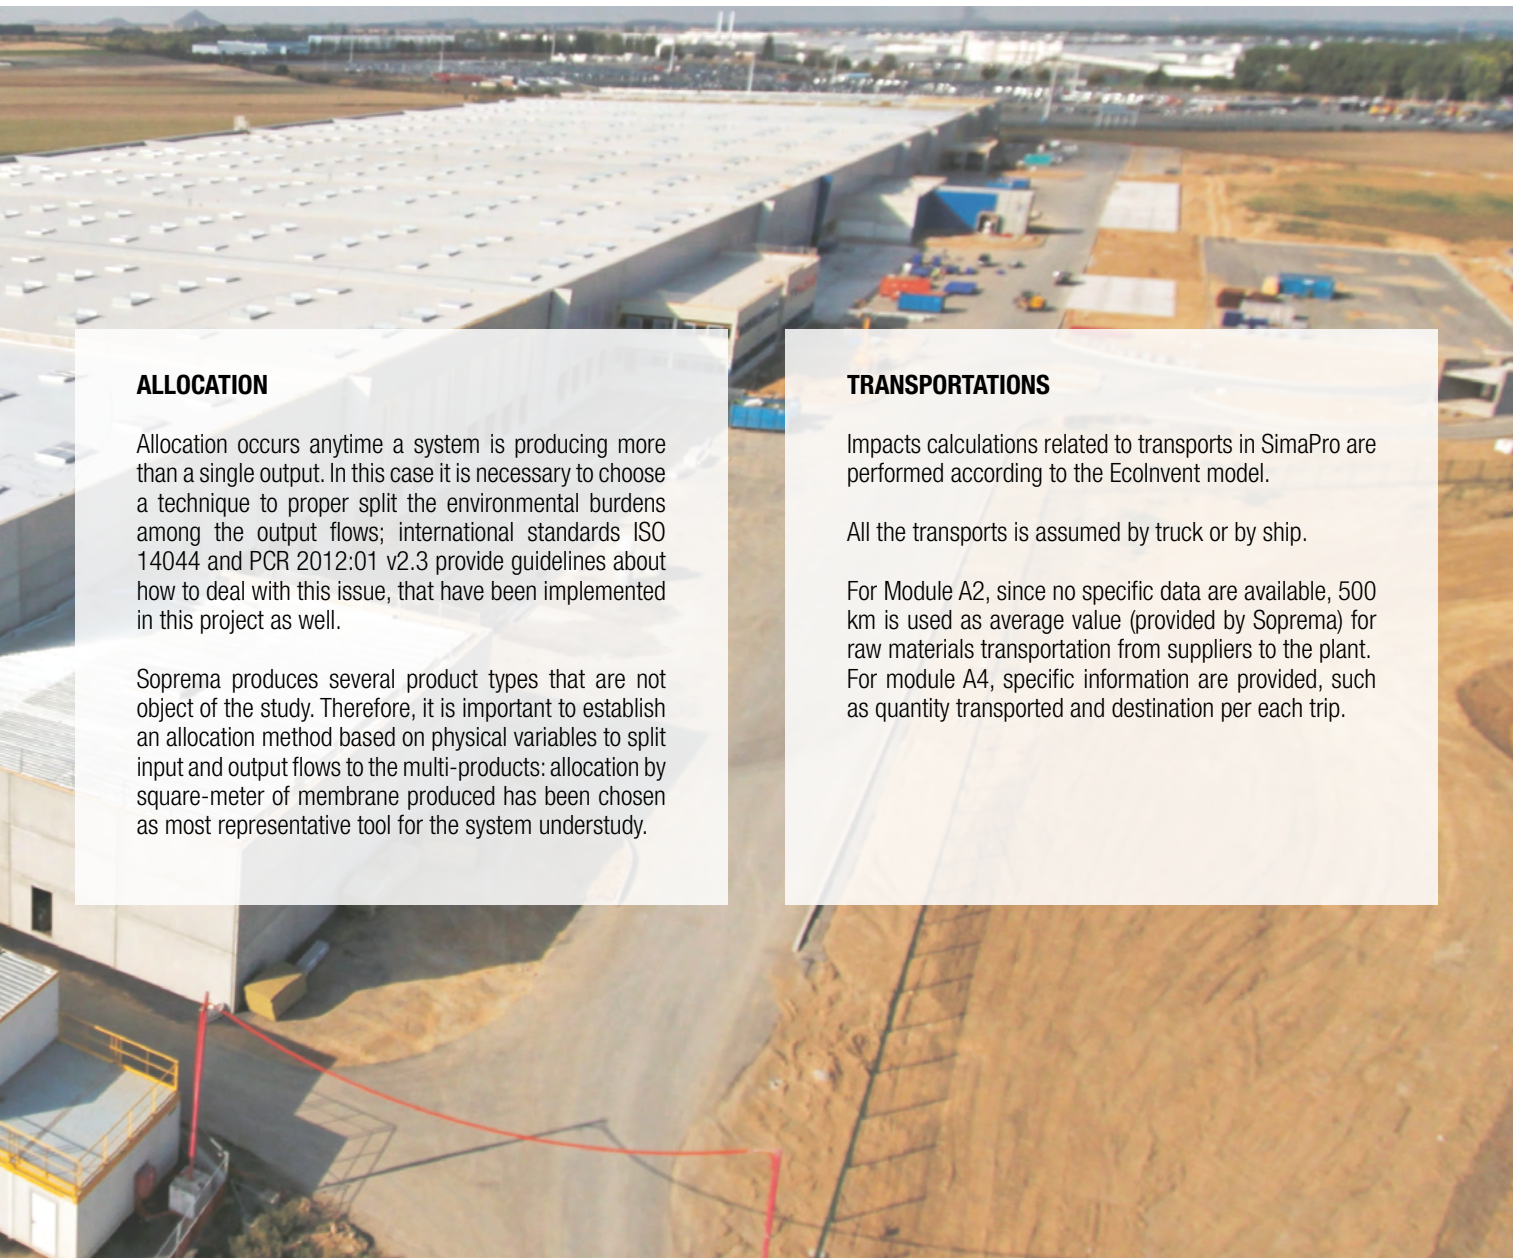 ALLOCATION
Allocation occurs anytime a system is producing more
than a single output. In this case it is necessary to choose
a technique to proper split the environmental burdens
among the output flows; international standards ISO
14044 and PCR 2012:01 v2.3 provide guidelines about
how to deal with this issue, that have been implemented
in this project as well.
Soprema produces several product types that are not
object of the study. Therefore, it is important to establish
an allocation method based on physical variables to split
input and output flows to the multi-products: allocation by
square-meter of membrane produced has been chosen
as most representative tool for the system understudy.
TRANSPORTATIONS
Impacts calculations related to transports in SimaPro are
performed according to the EcoInvent model.
All the transports is assumed by truck or by ship.
For Module A2, since no specific data are available, 500
km is used as average value (provided by Soprema) for
raw materials transportation from suppliers to the plant.
For module A4, specific information are provided, such
as quantity transported and destination per each trip.